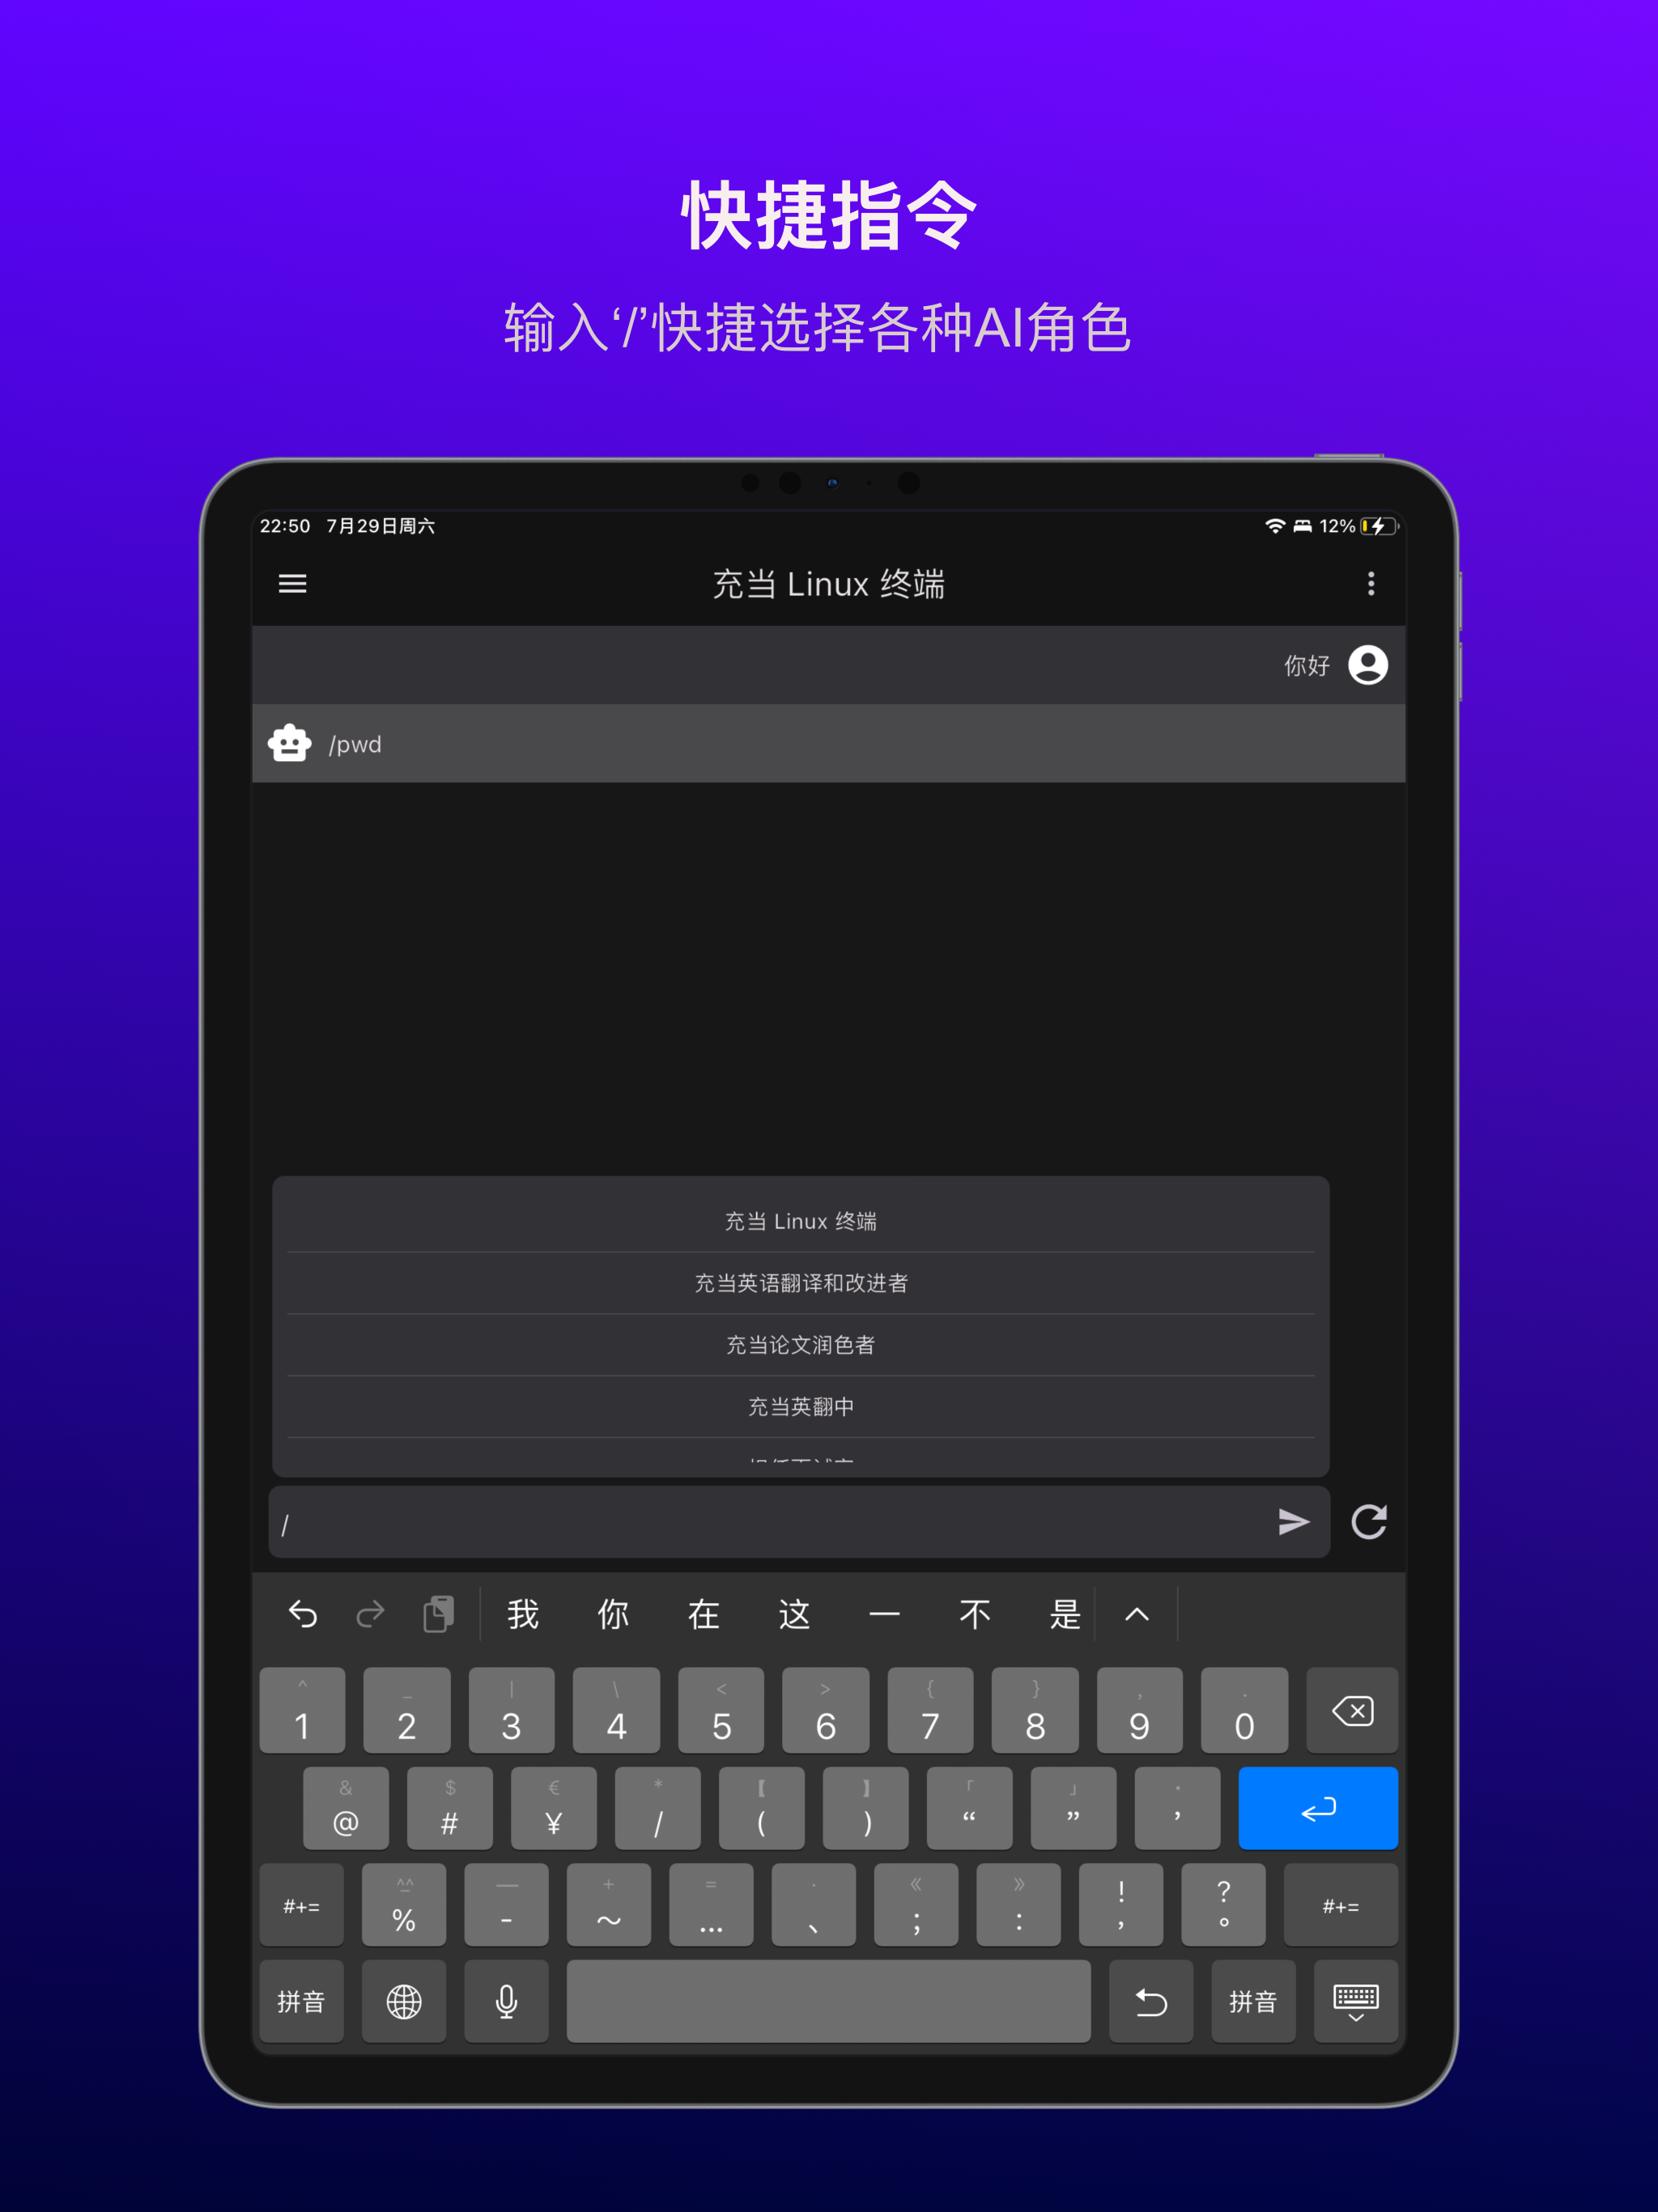 快捷指令
输入‘/’快捷选择各种AI角色
22:50 7月29日周六 12%
充当 Linux 终端
你好
/pwd
充当 Linux 终端
充当英语翻译和改进者
充当论文润色者
充当英翻中
/
我 你 在 这 一 不 是
^ _ | \ < > { } , .
1 2 3 4 5 6 7 8 9 0
& $ € * 【 】 「 」 ·
@ # ¥ / ( ) “ ” ’
^^ — + = · 《 》 ! ?
#+= % - ～ … 、 ; : , 。 #+=
拼音 拼音